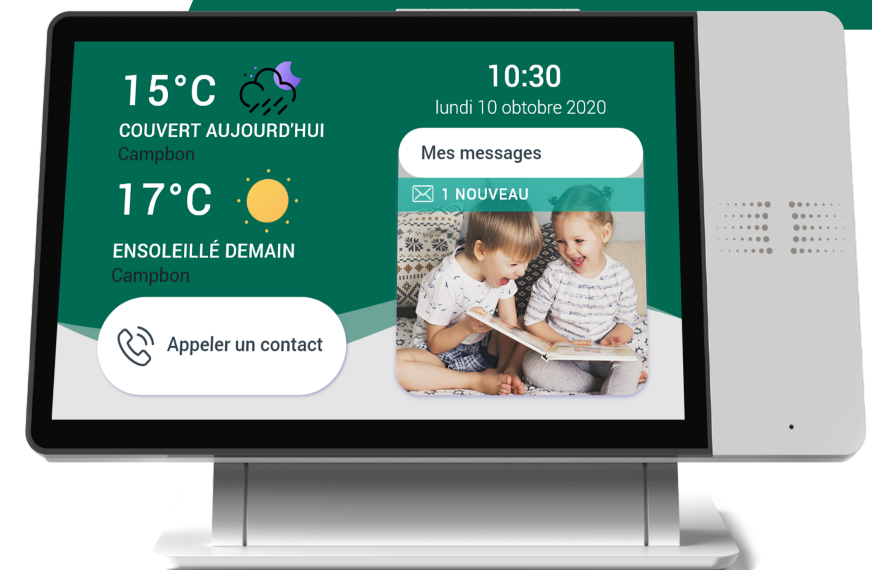 15°C
COUVERT AUJOURD'HUI
Campbon
17°C
ENSOLEILLÉ DEMAIN
Campbon
Appeler un contact
10:30
lundi 10 obtobre 2020
Mes messages
1 NOUVEAU